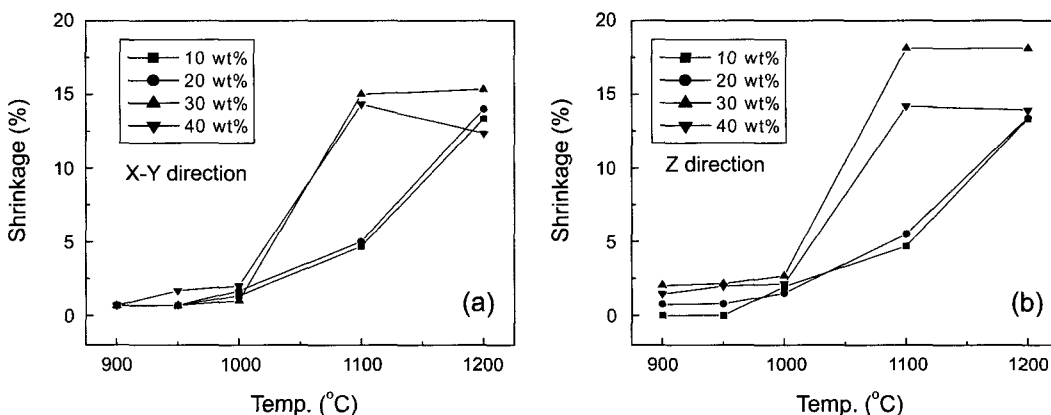 20
15
10
5
0
Shrinkage (%)
10 wt%
20 wt%
30 wt%
40 wt%
X-Y direction
(a)
900
1000
1100
1200
Temp. (°C)
20
15
10
5
0
Shrinkage (%)
10 wt%
20 wt%
30 wt%
40 wt%
Z direction
(b)
900
1000
1100
1200
Temp. (°C)